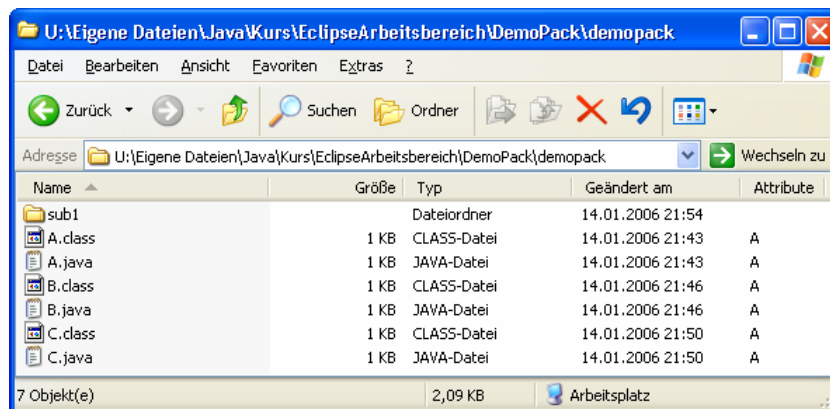 U:\Eigene Dateien\Java\Kurs\EclipseArbeitsbereich\DemoPack\demopack
Datei Bearbeiten Ansicht Favoriten Extras ?
Zurück Suchen Ordner
Adresse U:\Eigene Dateien\Java\Kurs\EclipseArbeitsbereich\DemoPack\demopack Wechseln zu
Name Größe Typ Geändert am Attribute
sub1 Dateiordner 14.01.2006 21:54
A.class 1 KB CLASS-Datei 14.01.2006 21:43 A
A.java 1 KB JAVA-Datei 14.01.2006 21:43 A
B.class 1 KB CLASS-Datei 14.01.2006 21:46 A
B.java 1 KB JAVA-Datei 14.01.2006 21:46 A
C.class 1 KB CLASS-Datei 14.01.2006 21:50 A
C.java 1 KB JAVA-Datei 14.01.2006 21:50 A
7 Objekt(e) 2,09 KB Arbeitsplatz